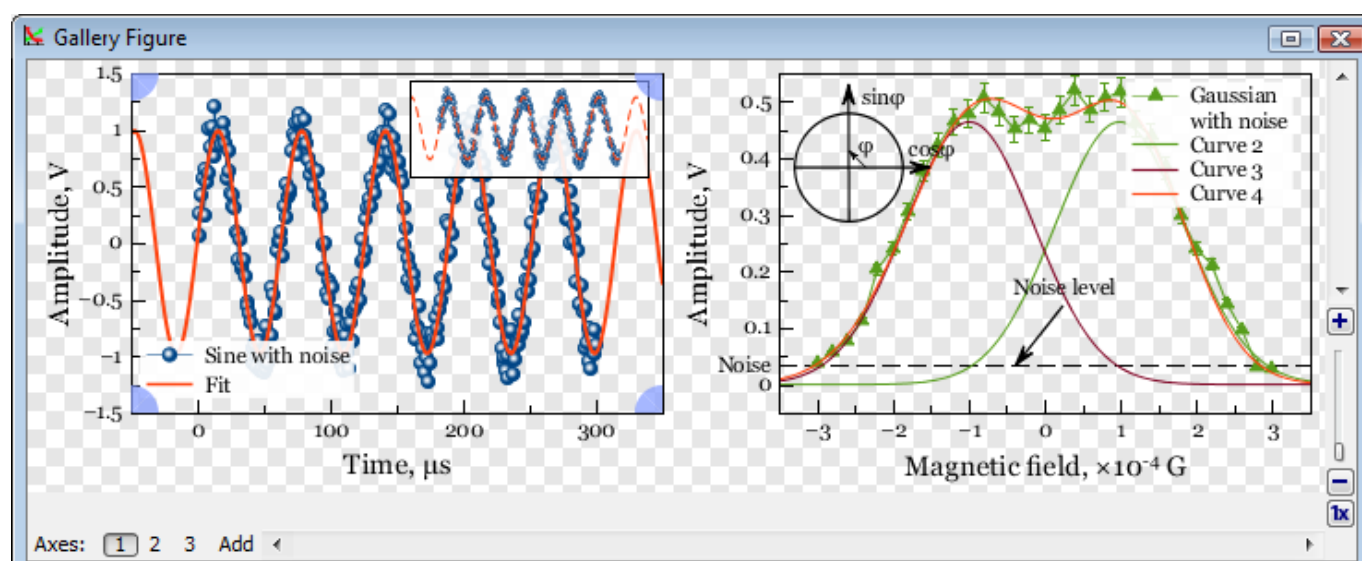 Gallery Figure
1.5
1
0.5
0
−0.5
−1
−1.5
Amplitude, V
Sine with noise
Fit
0
100
200
300
Time, μs
0.5
0.4
0.3
0.2
0.1
0
Noise
Amplitude, V
sinφ
φ
cosφ
Gaussian
with noise
Curve 2
Curve 3
Curve 4
Noise level
−3
−2
−1
0
1
2
3
Magnetic field, ×10⁻⁴ G
+
−
1x
Axes: 1 2 3 Add